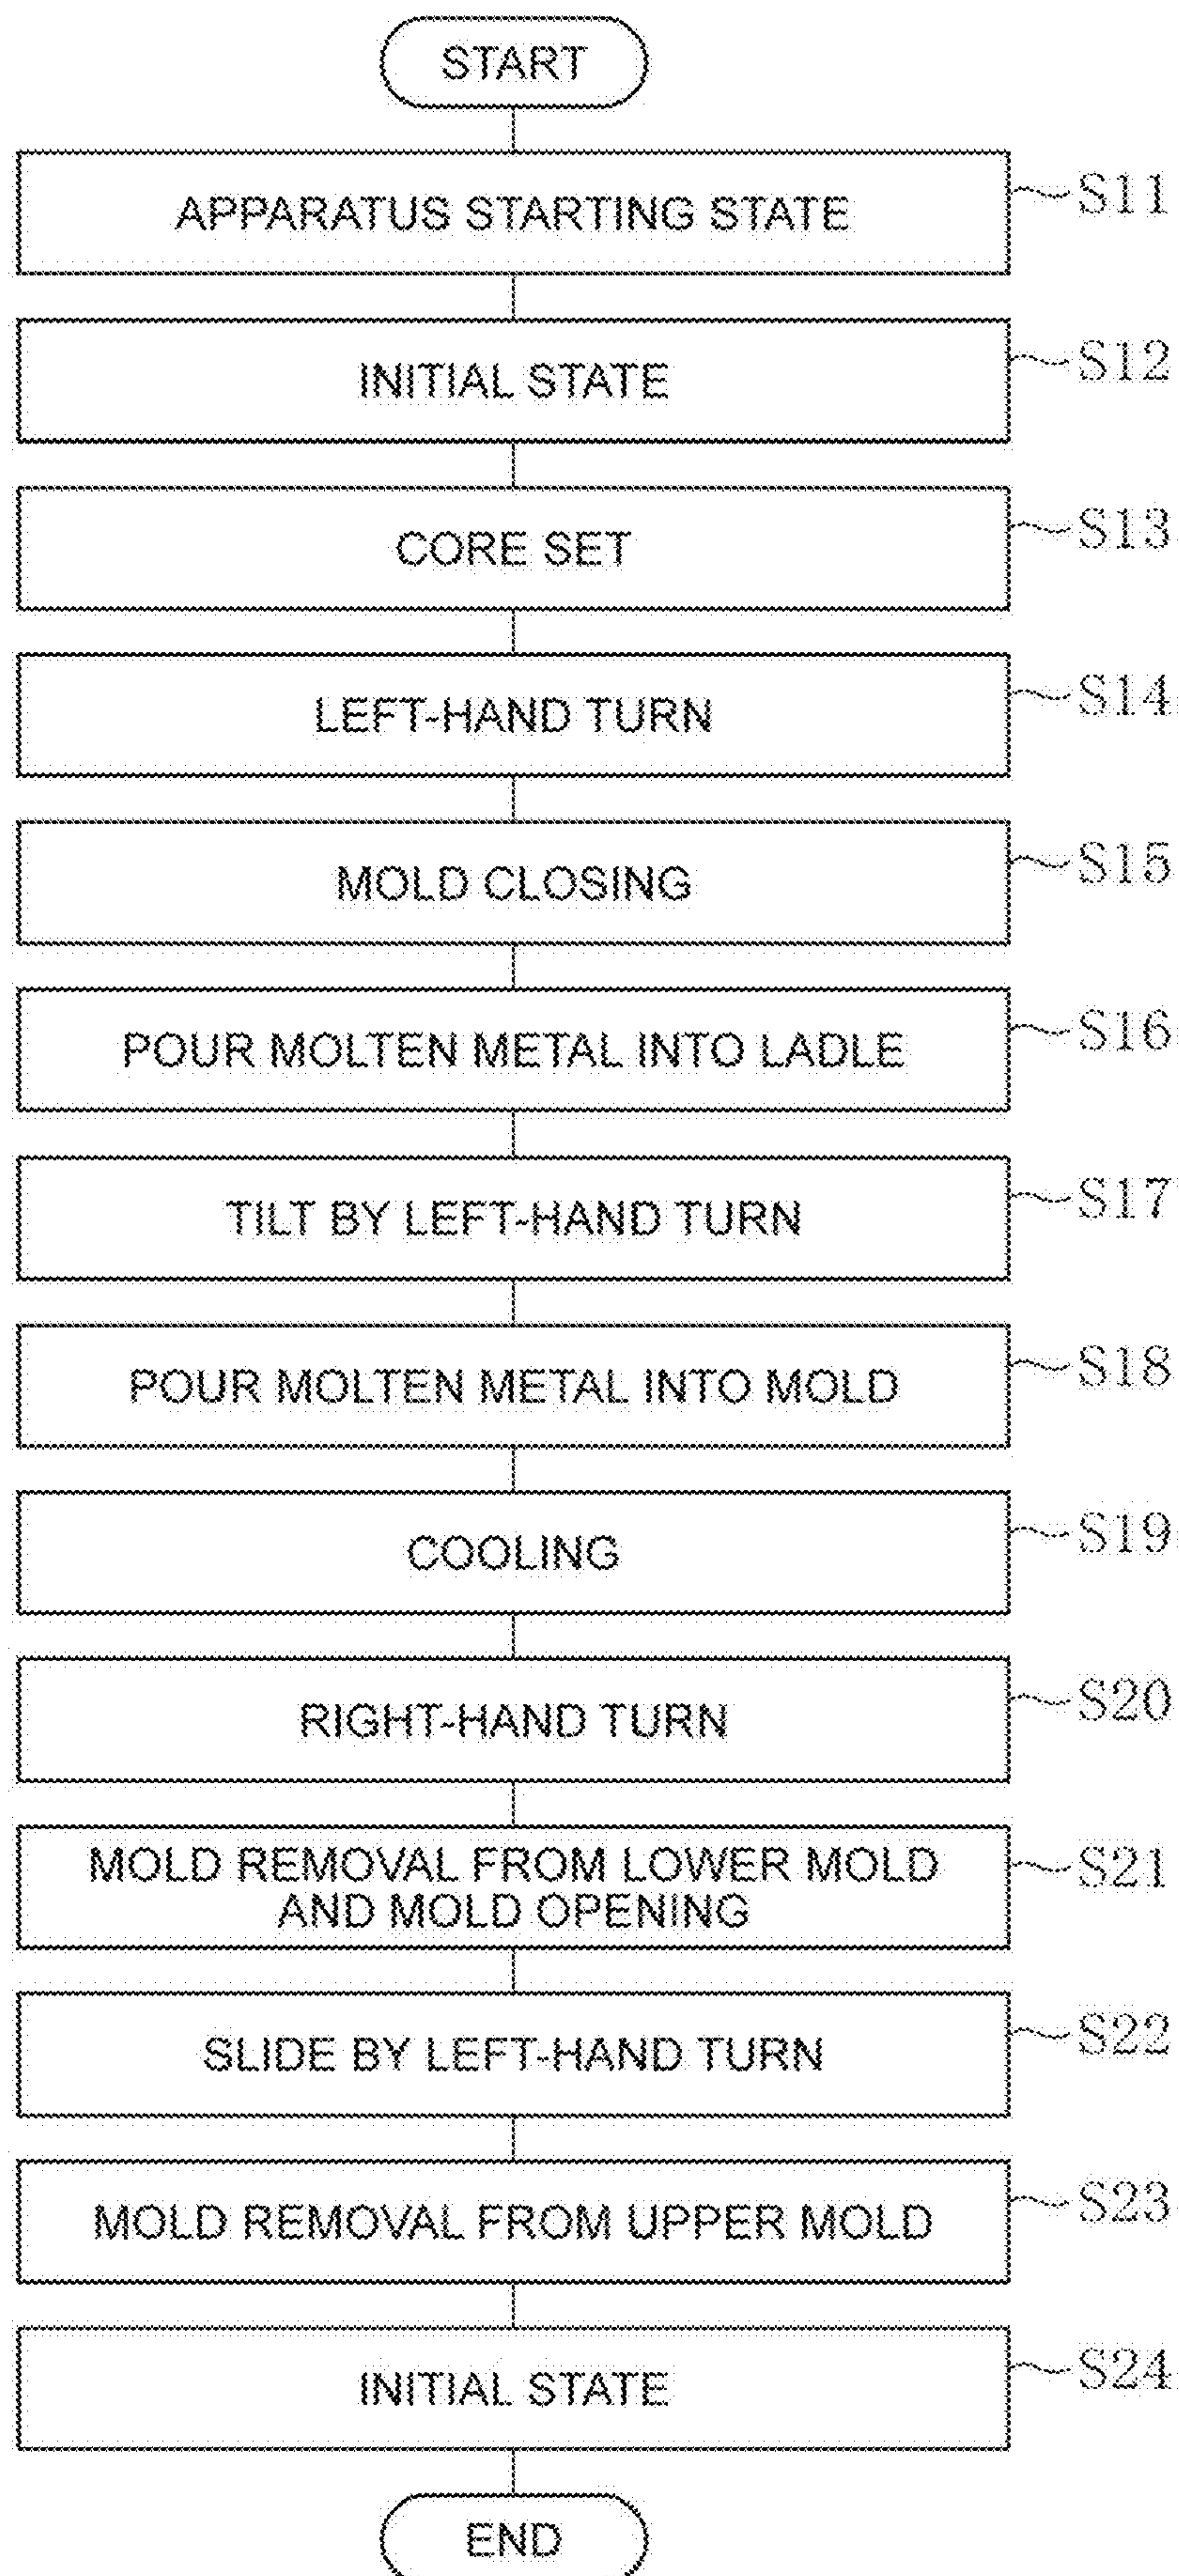 START
APPARATUS STARTING STATE
S11
INITIAL STATE
S12
CORE SET
S13
LEFT-HAND TURN
S14
MOLD CLOSING
S15
POUR MOLTEN METAL INTO LADLE
S16
TILT BY LEFT-HAND TURN
S17
POUR MOLTEN METAL INTO MOLD
S18
COOLING
S19
RIGHT-HAND TURN
S20
MOLD REMOVAL FROM LOWER MOLD
AND MOLD OPENING
S21
SLIDE BY LEFT-HAND TURN
S22
MOLD REMOVAL FROM UPPER MOLD
S23
INITIAL STATE
S24
END